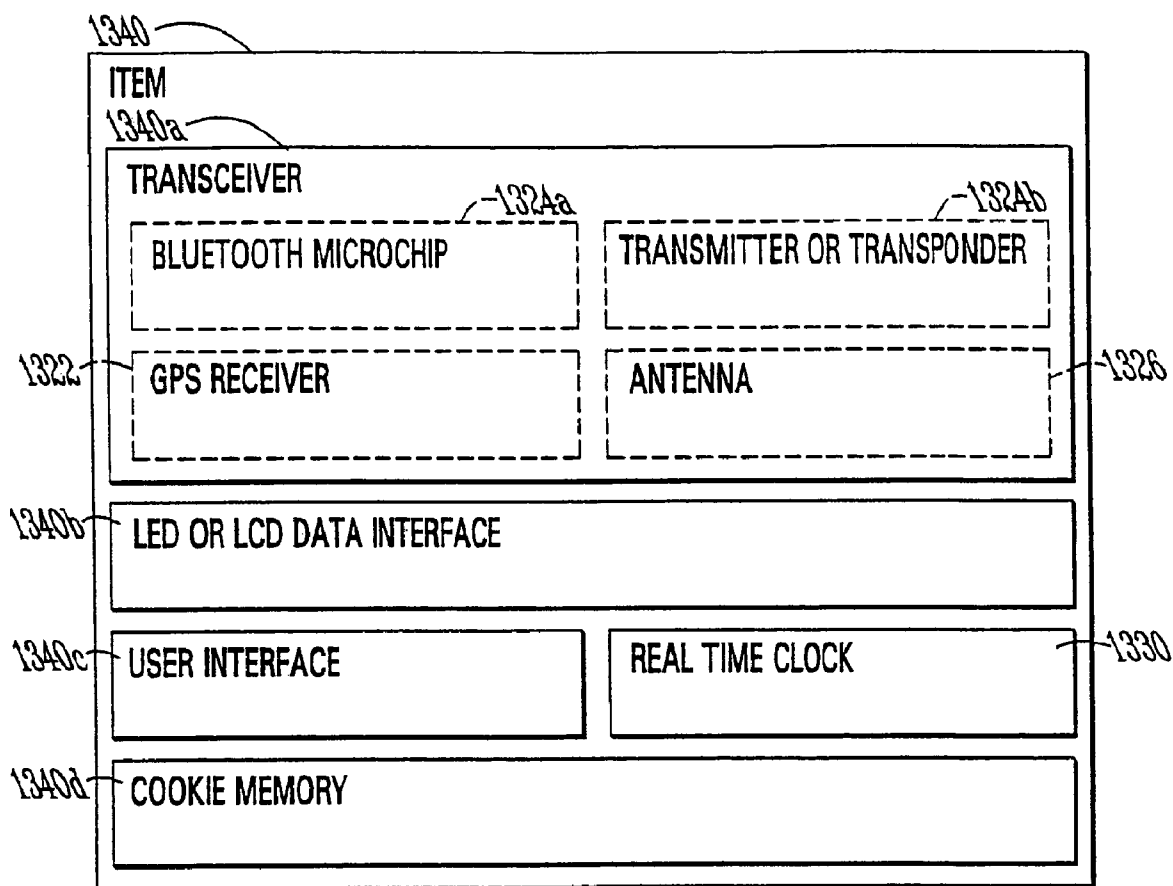 1340
ITEM
1340a
TRANSCEIVER
1324a
1324b
BLUETOOTH MICROCHIP
TRANSMITTER OR TRANSPONDER
1322
GPS RECEIVER
ANTENNA
1326
1340b
LED OR LCD DATA INTERFACE
1340c
USER INTERFACE
REAL TIME CLOCK
1330
1340d
COOKIE MEMORY